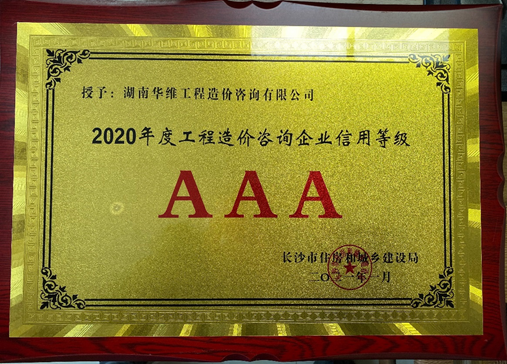 授予：湖南华维工程造价咨询有限公司
2020年度工程造价咨询企业信用等级
AAA
长沙市住房和城乡建设局
二〇二一年一月